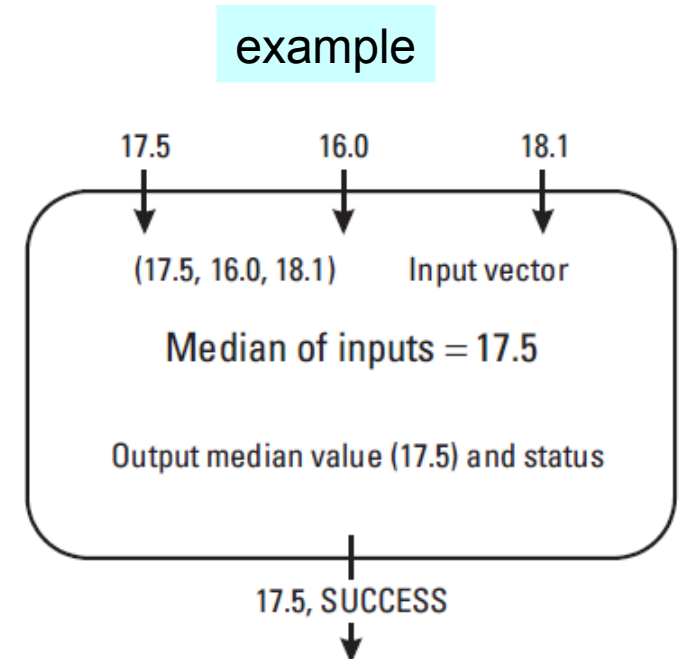 example
17.5 16.0 18.1
(17.5, 16.0, 18.1) Input vector
Median of inputs = 17.5
Output median value (17.5) and status
17.5, SUCCESS